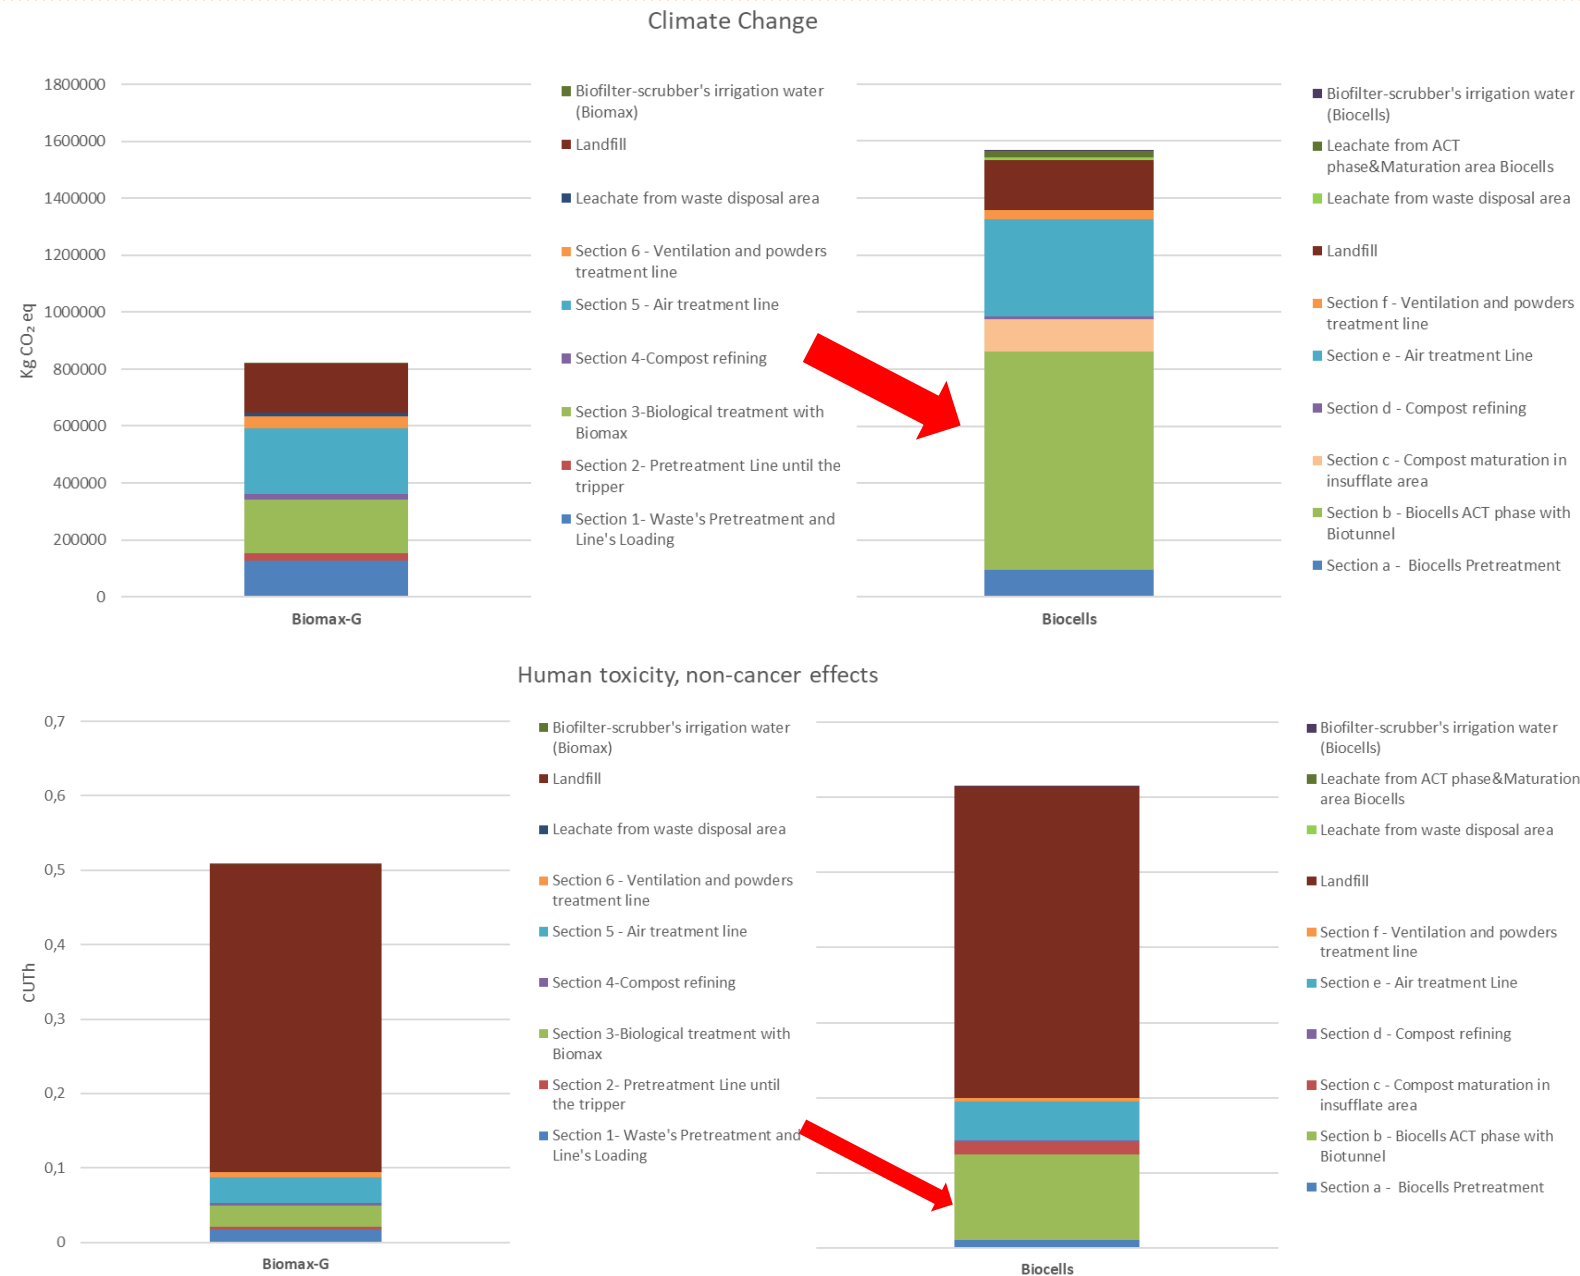 Climate Change
Kg CO₂ eq
1800000
1600000
1400000
1200000
1000000
800000
600000
400000
200000
0
Biomax-G
Biofilter-scrubber's irrigation water
(Biomax)
Landfill
Leachate from waste disposal area
Section 6 - Ventilation and powders
treatment line
Section 5 - Air treatment line
Section 4-Compost refining
Section 3-Biological treatment with
Biomax
Section 2- Pretreatment Line until the
tripper
Section 1- Waste's Pretreatment and
Line's Loading
Biocells
Biofilter-scrubber's irrigation water
(Biocells)
Leachate from ACT
phase&Maturation area Biocells
Leachate from waste disposal area
Landfill
Section f - Ventilation and powders
treatment line
Section e - Air treatment Line
Section d - Compost refining
Section c - Compost maturation in
insufflate area
Section b - Biocells ACT phase with
Biotunnel
Section a -  Biocells Pretreatment
Human toxicity, non-cancer effects
CUTh
0,7
0,6
0,5
0,4
0,3
0,2
0,1
0
Biomax-G
Biofilter-scrubber's irrigation water
(Biomax)
Landfill
Leachate from waste disposal area
Section 6 - Ventilation and powders
treatment line
Section 5 - Air treatment line
Section 4-Compost refining
Section 3-Biological treatment with
Biomax
Section 2- Pretreatment Line until
the tripper
Section 1- Waste's Pretreatment and
Line's Loading
Biocells
Biofilter-scrubber's irrigation water
(Biocells)
Leachate from ACT phase&Maturation
area Biocells
Leachate from waste disposal area
Landfill
Section f - Ventilation and powders
treatment line
Section e - Air treatment Line
Section d - Compost refining
Section c - Compost maturation in
insufflate area
Section b - Biocells ACT phase with
Biotunnel
Section a -  Biocells Pretreatment